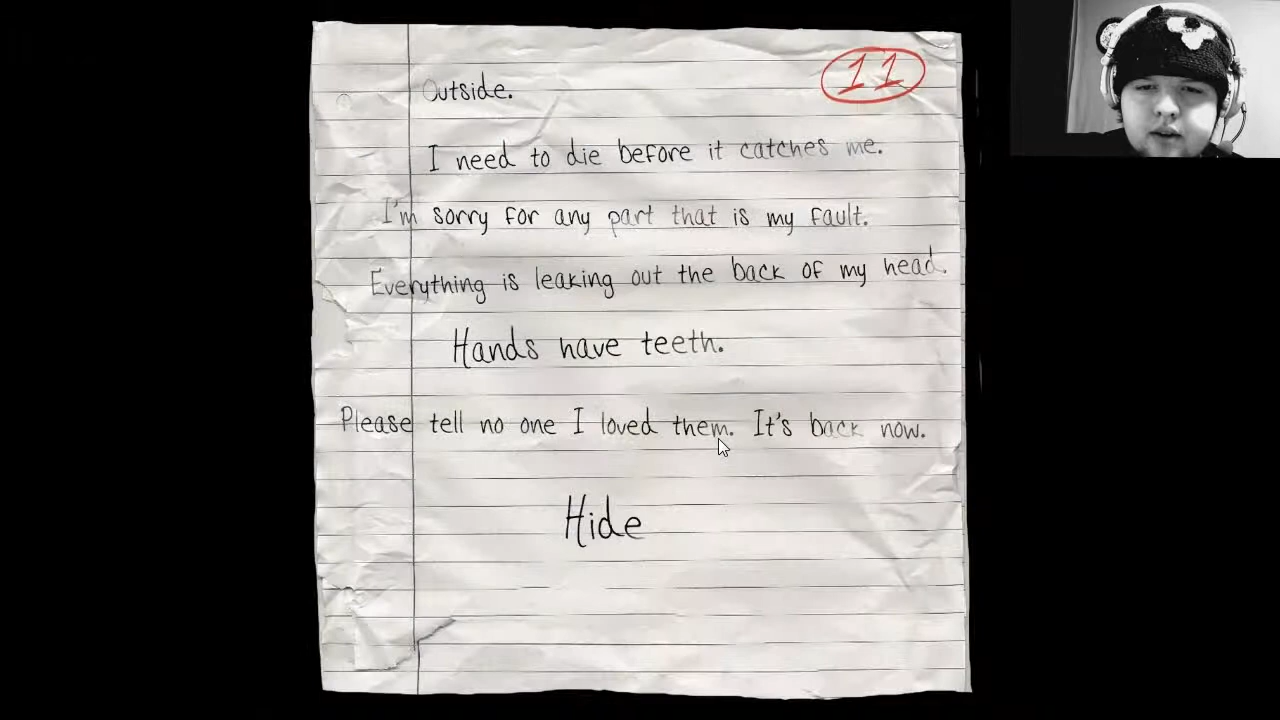 11
Outside.
I need to die before it catches me.
I'm sorry for any part that is my fault.
Everything is leaking out the back of my head.
Hands have teeth.
Please tell no one I loved them. It's back now.
Hide